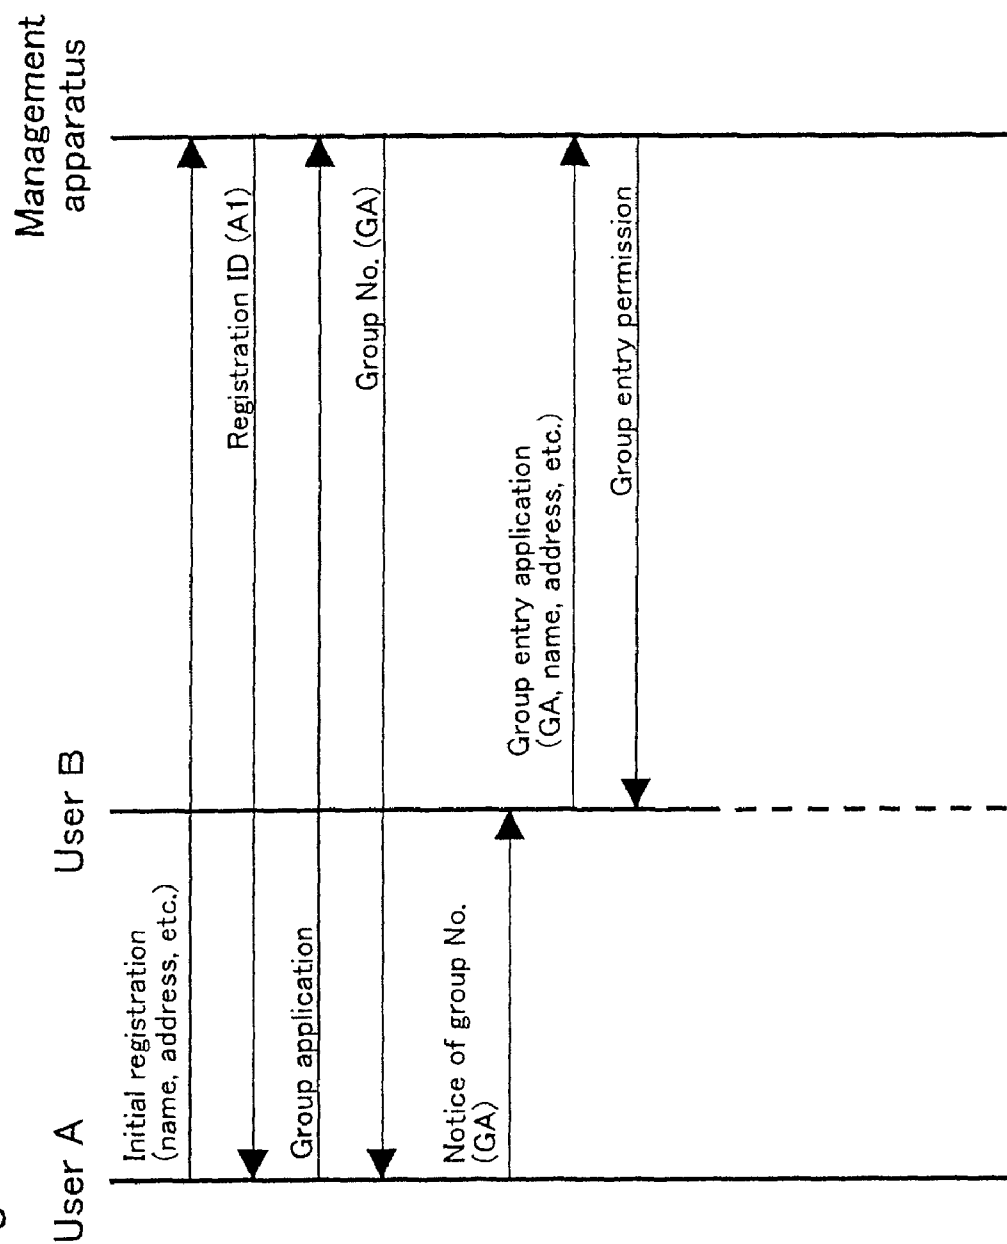 User A
User B
Management
apparatus
Initial registration
(name, address, etc.)
Registration ID (A1)
Group application
Group No. (GA)
Notice of group No.
(GA)
Group entry application
(GA, name, address, etc.)
Group entry permission